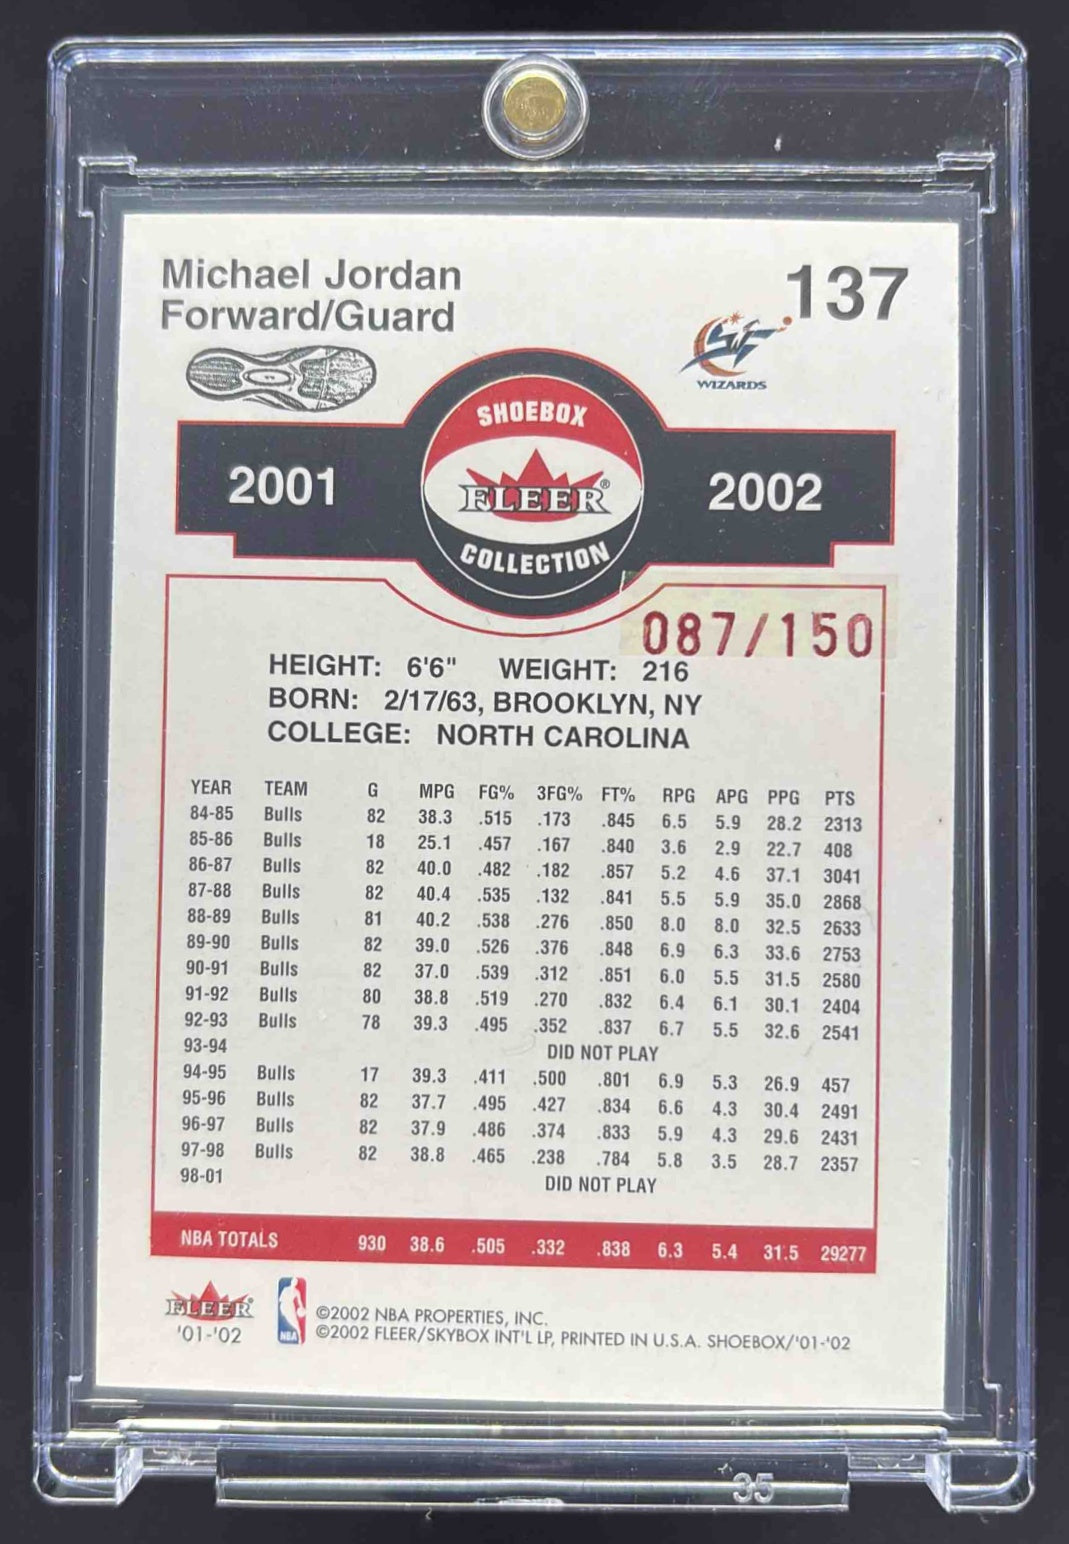 Michael Jordan
Forward/Guard
137
WIZARDS
2001
SHOEBOX
FLEER®
COLLECTION
2002
087/150
HEIGHT: 6'6" WEIGHT: 216
BORN: 2/17/63, BROOKLYN, NY
COLLEGE: NORTH CAROLINA
YEAR TEAM G MPG FG% 3FG% FT% RPG APG PPG PTS
84-85 Bulls 82 38.3 .515 .173 .845 6.5 5.9 28.2 2313
85-86 Bulls 18 25.1 .457 .167 .840 3.6 2.9 22.7 408
86-87 Bulls 82 40.0 .482 .182 .857 5.2 4.6 37.1 3041
87-88 Bulls 82 40.4 .535 .132 .841 5.5 5.9 35.0 2868
88-89 Bulls 81 40.2 .538 .276 .850 8.0 8.0 32.5 2633
89-90 Bulls 82 39.0 .526 .376 .848 6.9 6.3 33.6 2753
90-91 Bulls 82 37.0 .539 .312 .851 6.0 5.5 31.5 2580
91-92 Bulls 80 38.8 .519 .270 .832 6.4 6.1 30.1 2404
92-93 Bulls 78 39.3 .495 .352 .837 6.7 5.5 32.6 2541
93-94 DID NOT PLAY
94-95 Bulls 17 39.3 .411 .500 .801 6.9 5.3 26.9 457
95-96 Bulls 82 37.7 .495 .427 .834 6.6 4.3 30.4 2491
96-97 Bulls 82 37.9 .486 .374 .833 5.9 4.3 29.6 2431
97-98 Bulls 82 38.8 .465 .238 .784 5.8 3.5 28.7 2357
98-01 DID NOT PLAY
NBA TOTALS 930 38.6 .505 .332 .838 6.3 5.4 31.5 29277
FLEER
'01-'02
NBA
©2002 NBA PROPERTIES, INC.
©2002 FLEER/SKYBOX INT'L LP, PRINTED IN U.S.A. SHOEBOX/'01-'02
35